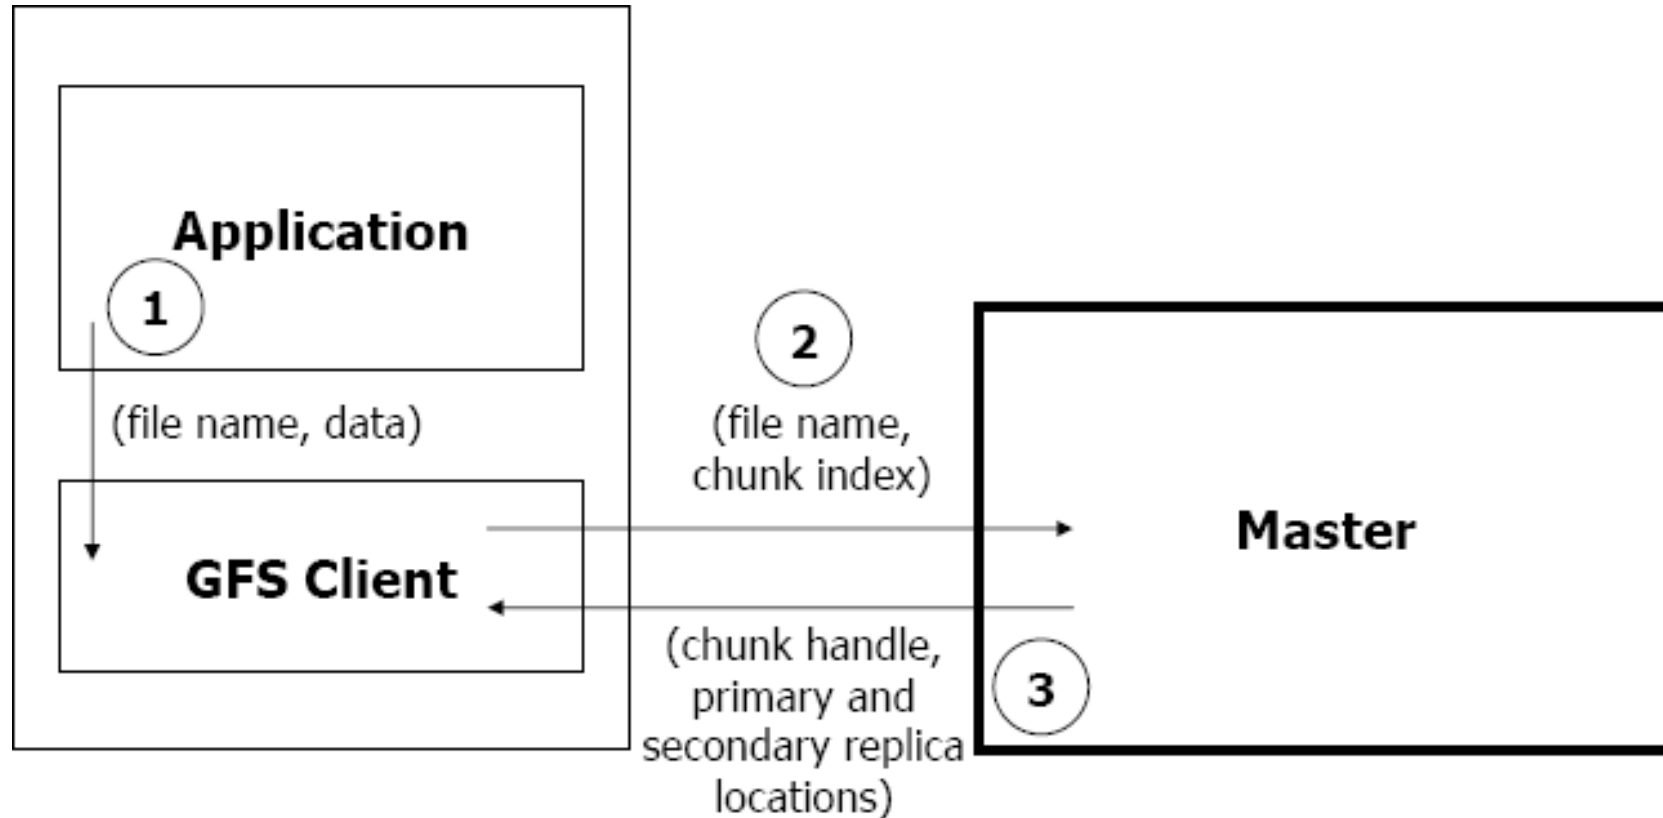 Application
1
(file name, data)
GFS Client
2
(file name,
chunk index)
(chunk handle,
primary and
secondary replica
locations)
3
Master